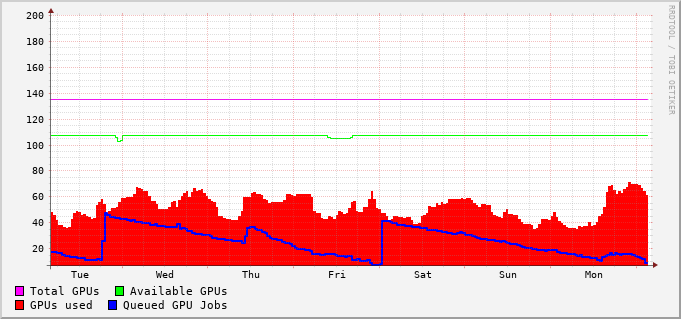 200
180
160
140
120
100
80
60
40
20
Tue Wed Thu Fri Sat Sun Mon
Total GPUs Available GPUs
GPUs used Queued GPU Jobs
RRDTOOL / TOBI OETIKER